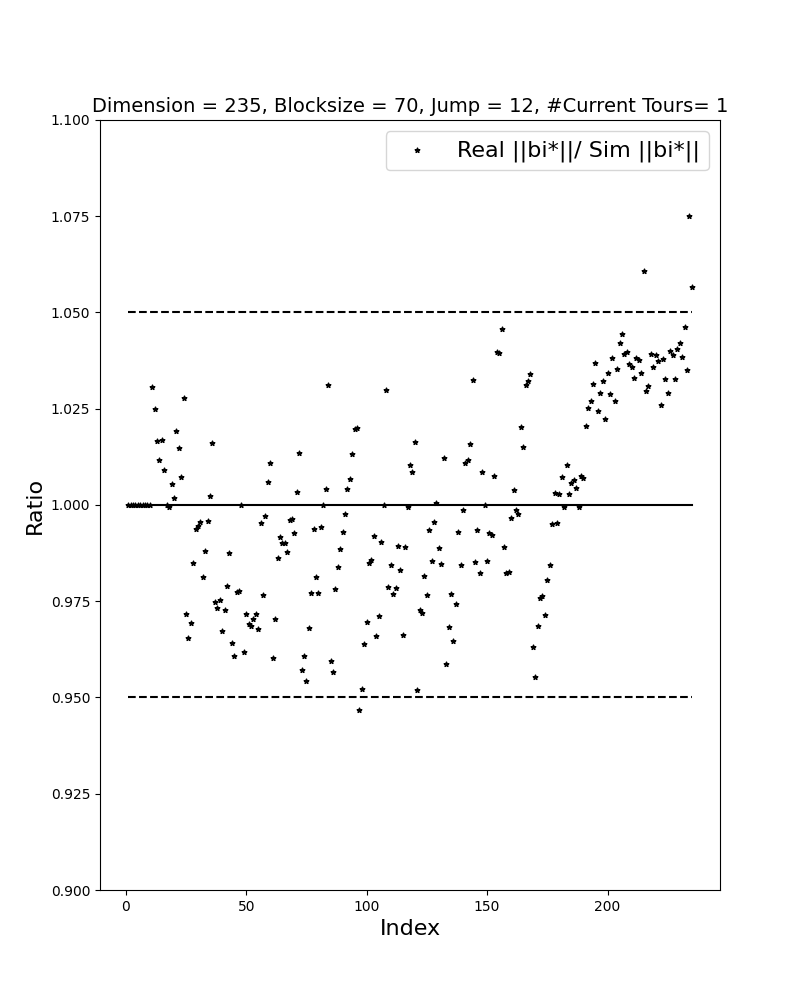 Dimension = 235, Blocksize = 70, Jump = 12, #Current Tours= 1
Real ||bi*||/ Sim ||bi*||
1.100
1.075
1.050
1.025
1.000
0.975
0.950
0.925
0.900
Ratio
0 50 100 150 200
Index